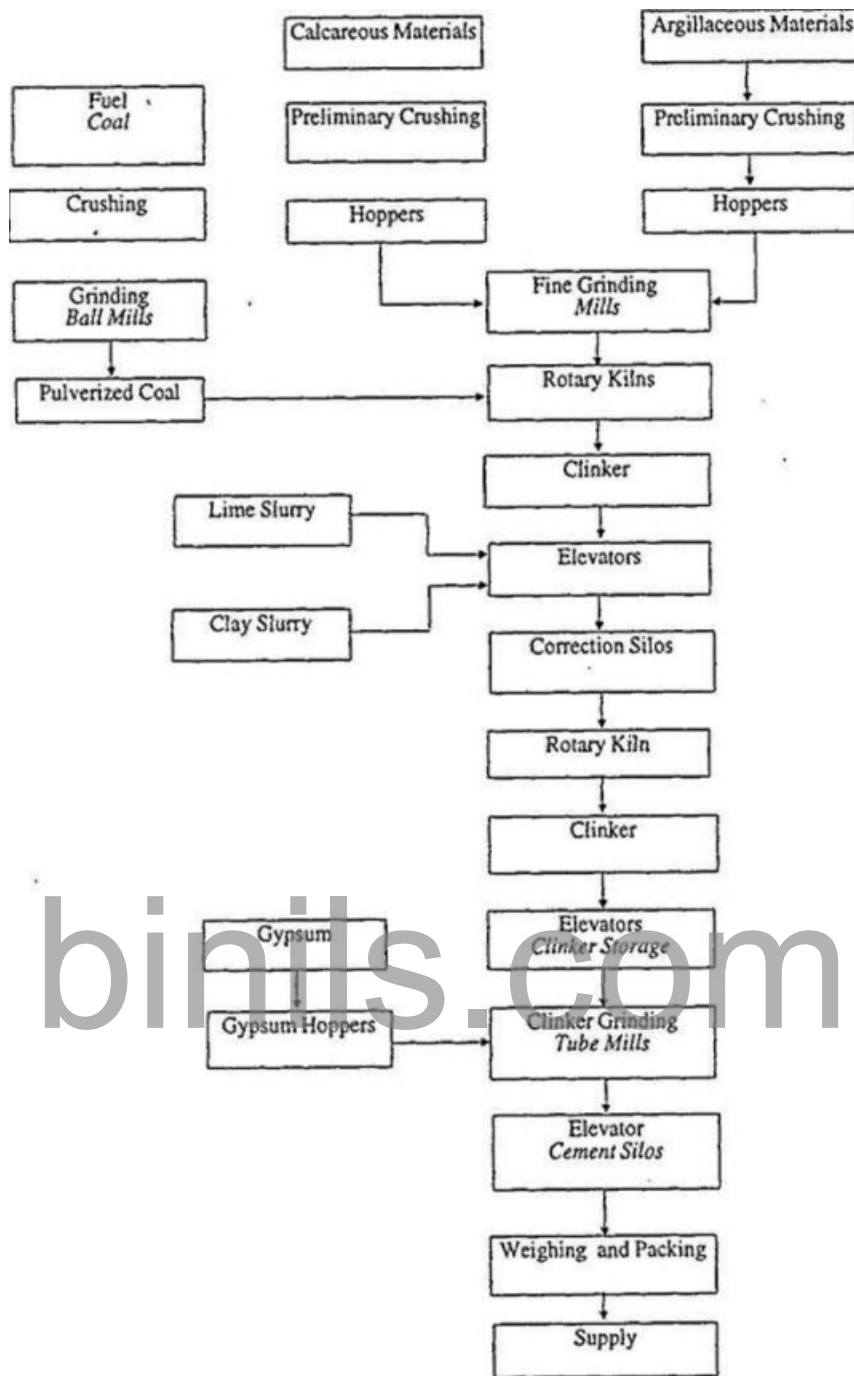 Calcareous Materials
Argillaceous Materials
Fuel
Coal
Preliminary Crushing
Preliminary Crushing
Crushing
Hoppers
Hoppers
Grinding
Ball Mills
Fine Grinding
Mills
Pulverized Coal
Rotary Kilns
Clinker
Lime Slurry
Elevators
Clay Slurry
Correction Silos
Rotary Kiln
Clinker
Gypsum
Elevators
Clinker Storage
binils.com
Gypsum Hoppers
Clinker Grinding
Tube Mills
Elevator
Cement Silos
Weighing and Packing
Supply